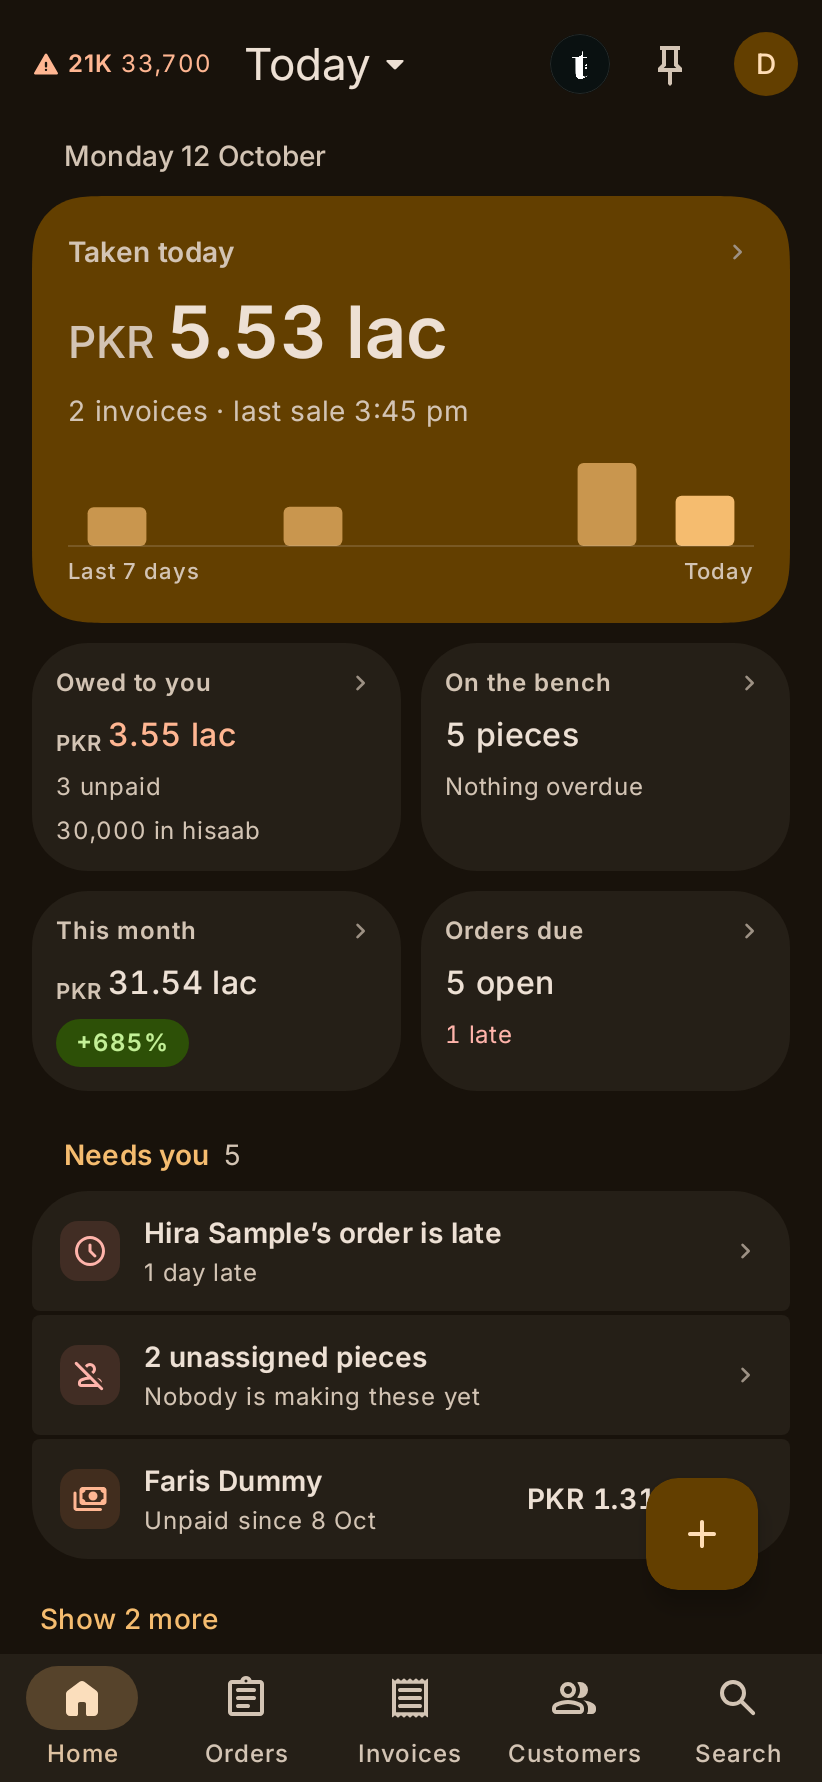 21K 33,700 Today
t
D
Monday 12 October
Taken today
PKR 5.53 lac
2 invoices · last sale 3:45 pm
Last 7 days Today
Owed to you
PKR 3.55 lac
3 unpaid
30,000 in hisaab
On the bench
5 pieces
Nothing overdue
This month
PKR 31.54 lac
+685%
Orders due
5 open
1 late
Needs you 5
Hira Sample’s order is late
1 day late
2 unassigned pieces
Nobody is making these yet
Faris Dummy
Unpaid since 8 Oct
PKR 1.31
Show 2 more
Home Orders Invoices Customers Search